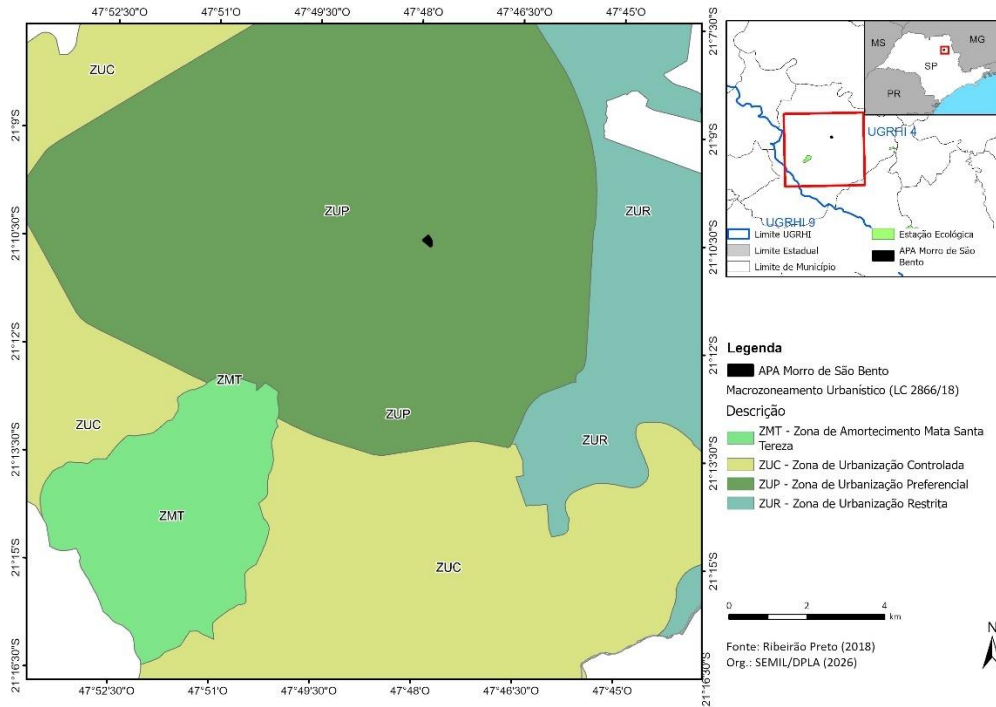 47°52'30"O
47°51'O
47°49'30"O
47°48'O
47°46'30"O
47°45'O
21°7'30"S
21°9'S
21°9'S
21°10'30"S
21°10'30"S
21°12'S
21°12'S
21°13'30"S
21°13'30"S
21°15'S
21°15'S
21°16'30"S
21°16'30"S
ZUC
ZUP
ZUR
ZMT
ZUP
ZUC
ZUR
ZMT
ZUC
47°52'30"O
47°51'O
47°49'30"O
47°48'O
47°46'30"O
47°45'O
MS
MG
SP
PR
UGRHI 4
UGRHI 9
Limite UGRHI
Limite Estadual
Limite de Município
Estação Ecológica
APA Morro de São
Bento
Legenda
APA Morro de São Bento
Macrozoneamento Urbanístico (LC 2866/18)
Descrição
ZMT - Zona de Amortecimento Mata Santa
Tereza
ZUC - Zona de Urbanização Controlada
ZUP - Zona de Urbanização Preferencial
ZUR - Zona de Urbanização Restrita
0 2 4
km
N
Fonte: Ribeirão Preto (2018)
Org.: SEMIL/DPLA (2026)